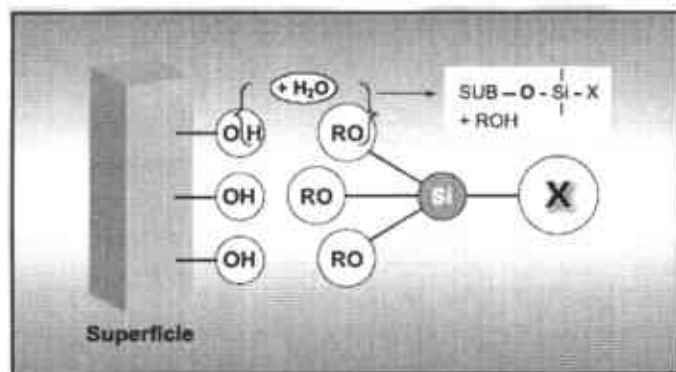 + H₂O
SUB – O – Si – X
+ ROH
OH RO
OH RO Si X
OH RO
Superficie